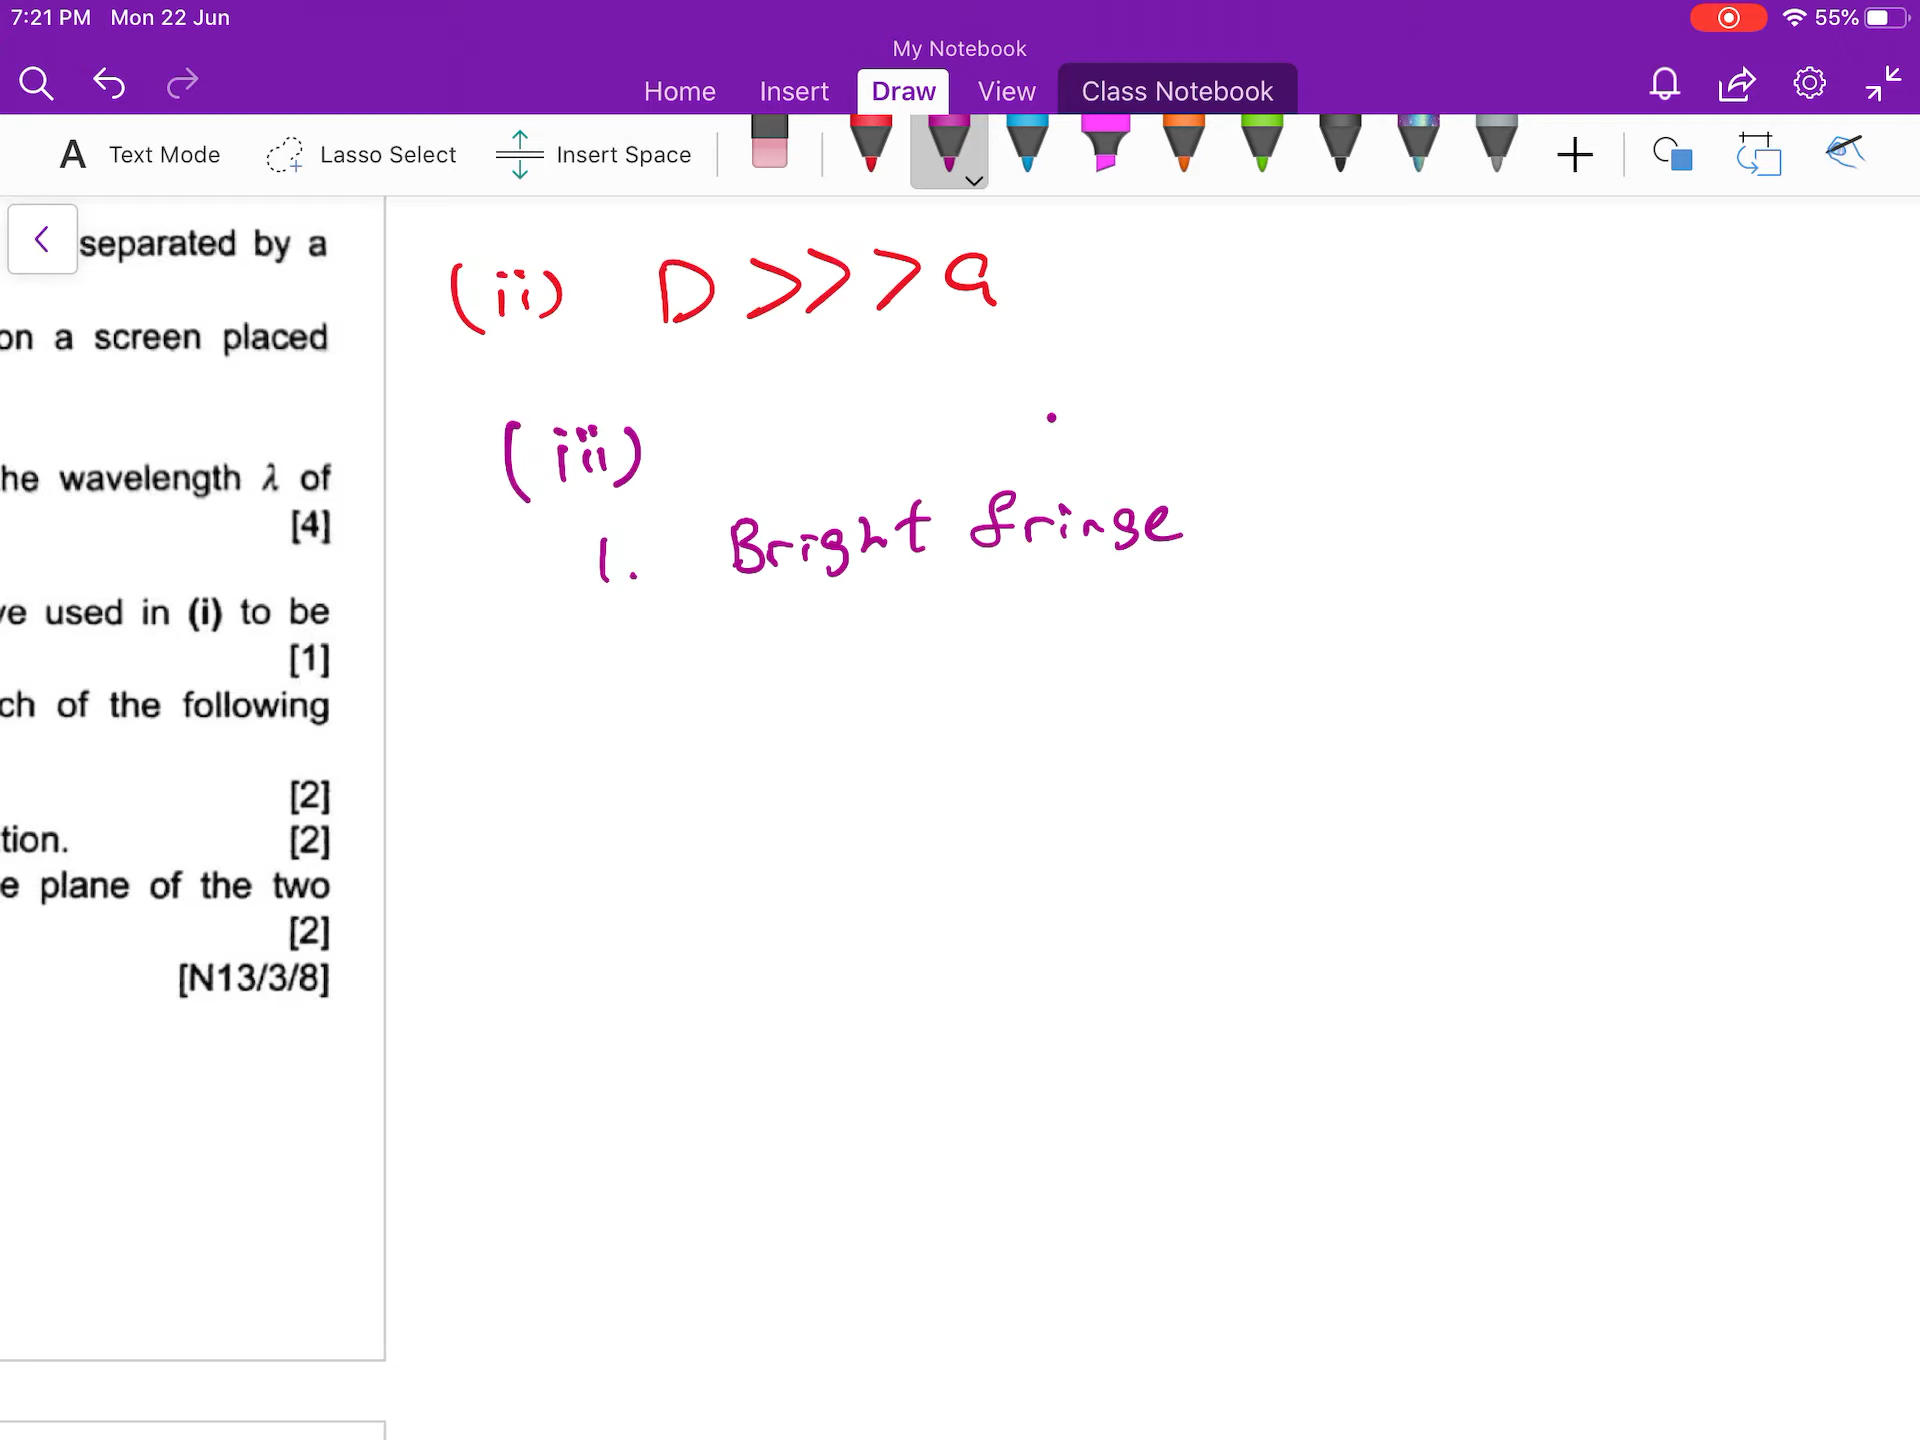 7:21 PM Mon 22 Jun
55%
My Notebook
Home Insert Draw View Class Notebook
A Text Mode Lasso Select Insert Space
separated by a
on a screen placed
he wavelength λ of
[4]
ve used in (i) to be
[1]
ch of the following
[2]
tion. [2]
e plane of the two
[2]
[N13/3/8]
(ii) D >>> a
(iii)
1. Bright fringe